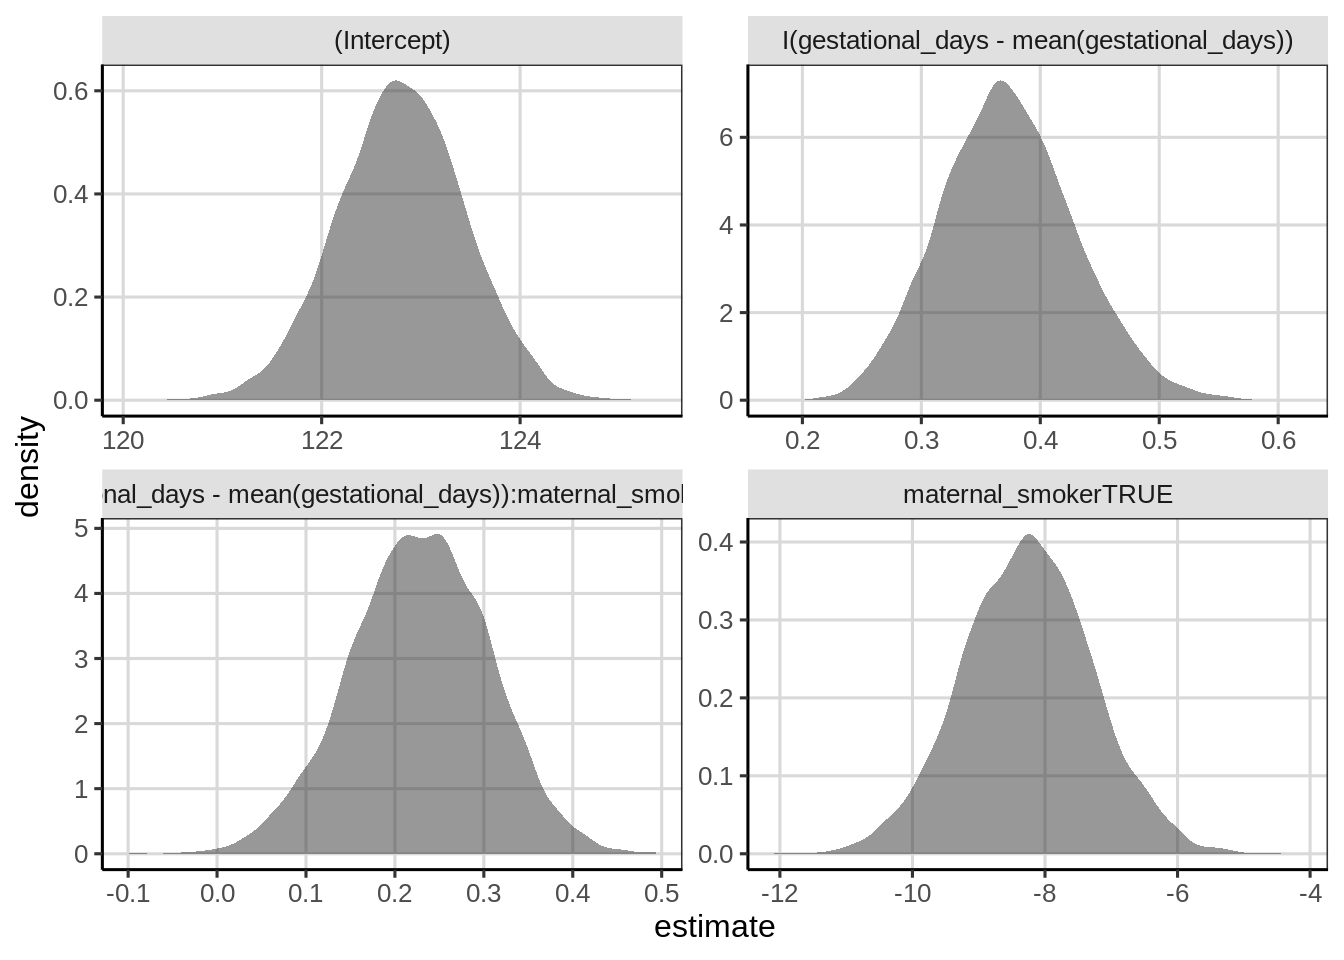 (Intercept)
I(gestational_days - mean(gestational_days))
0.6
0.4
0.2
0.0
120 122 124
6
4
2
0
0.2 0.3 0.4 0.5 0.6
density
nal_days - mean(gestational_days)):maternal_smo
maternal_smokerTRUE
5
4
3
2
1
0
-0.1 0.0 0.1 0.2 0.3 0.4 0.5
0.4
0.3
0.2
0.1
0.0
-12 -10 -8 -6 -4
estimate